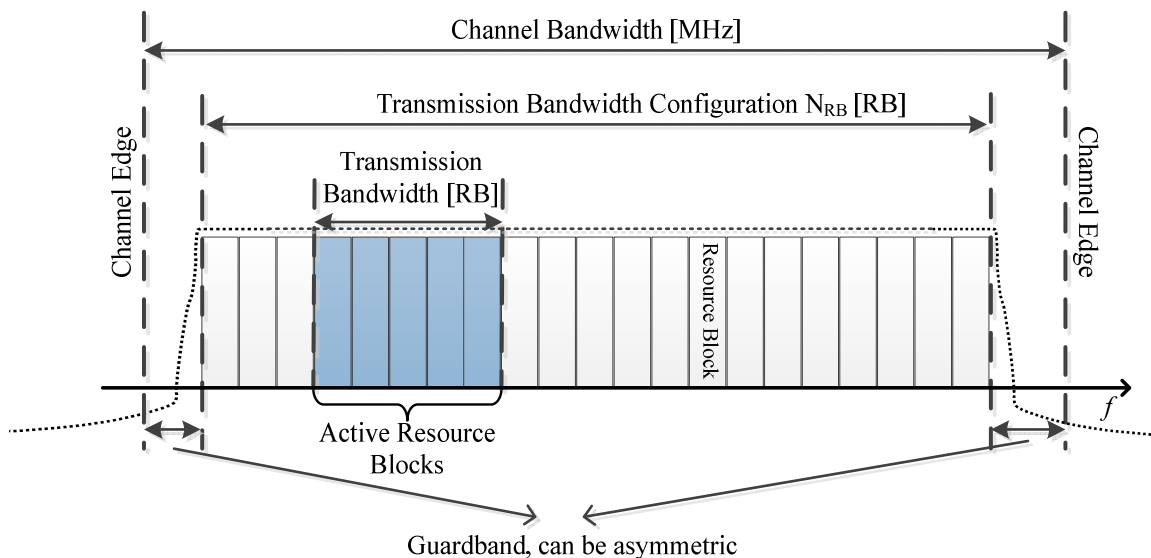 Channel Bandwidth [MHz]
Transmission Bandwidth Configuration N_RB [RB]
Channel Edge
Transmission
Bandwidth [RB]
Channel Edge
Resource Block
f
Active Resource
Blocks
Guardband, can be asymmetric